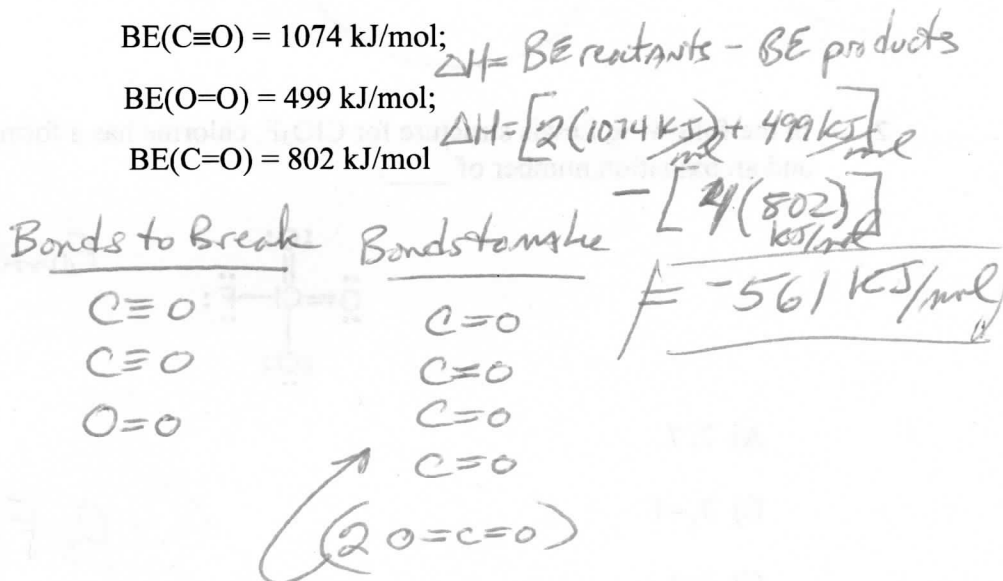 BE(C≡O) = 1074 kJ/mol;
ΔH = BE reactants - BE products
BE(O=O) = 499 kJ/mol;
ΔH = [2(1074 KJ/mol) + 499 kJ/mol]
BE(C=O) = 802 kJ/mol
- [4(802) kJ/mol]
= -561 KJ/mol
Bonds to Break
C≡O
C≡O
O=O
Bonds to make
C=O
C=O
C=O
C=O
(2 O=C=O)